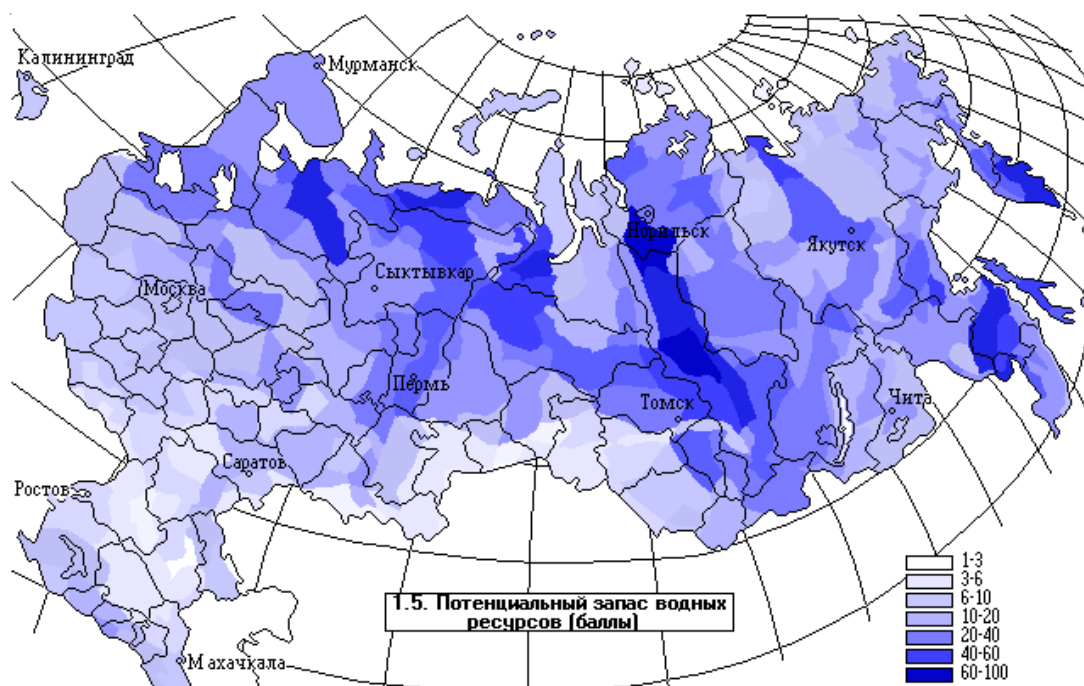 Калининград
Мурманск
Норильск
Якутск
Сыктывкар
Москва
Пермь
Томск
Чита
Саратов
Ростов
Махачкала
1.5. Потенциальный запас водных
ресурсов (баллы)
1-3
3-6
6-10
10-20
20-40
40-60
60-100